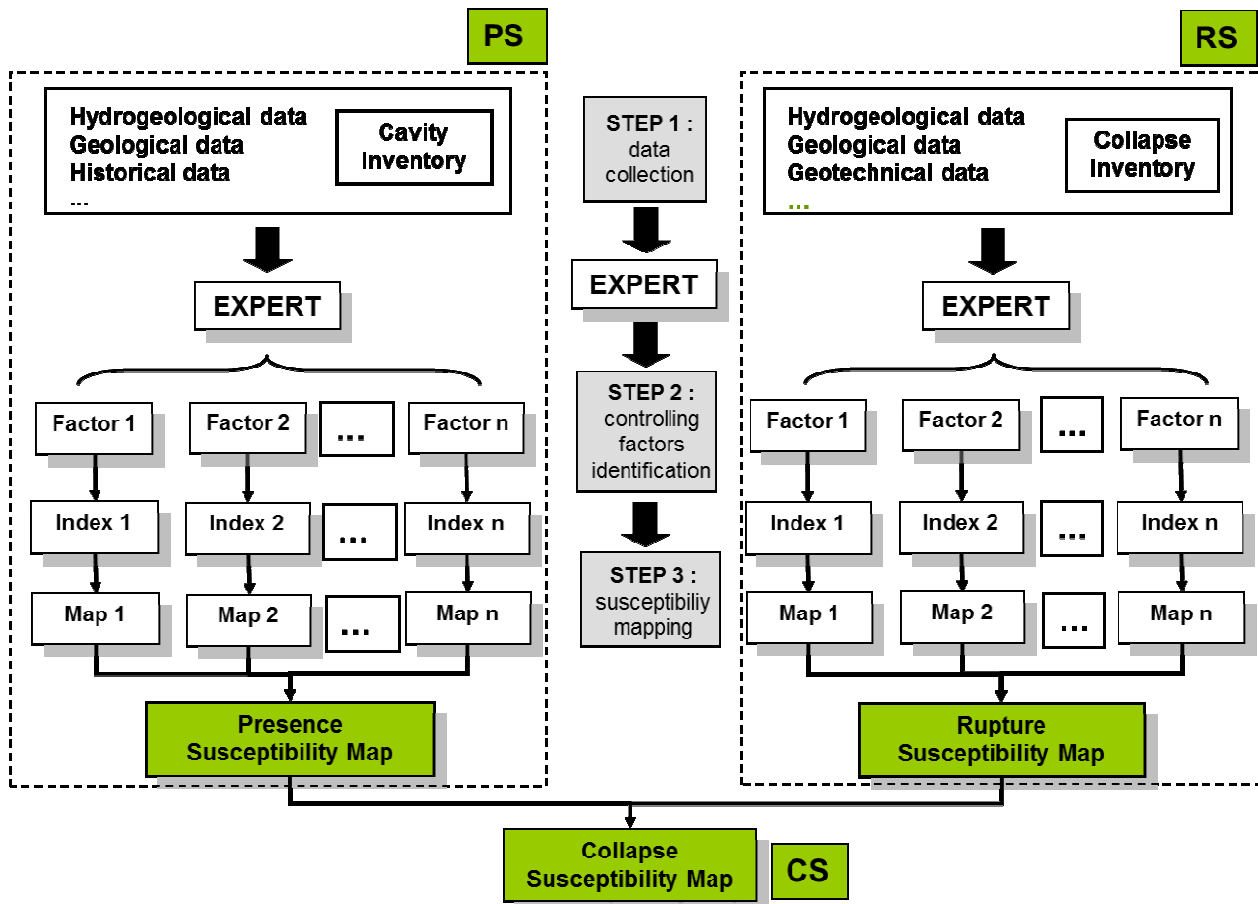 PS
RS
Hydrogeological data
Geological data
Historical data
...
Cavity
Inventory
EXPERT
Factor 1
Factor 2
...
Factor n
Index 1
Index 2
...
Index n
Map 1
Map 2
...
Map n
Presence
Susceptibility Map
STEP 1 :
data
collection
EXPERT
STEP 2 :
controlling
factors
identification
STEP 3 :
susceptibiliy
mapping
Hydrogeological data
Geological data
Geotechnical data
...
Collapse
Inventory
EXPERT
Factor 1
Factor 2
...
Factor n
Index 1
Index 2
...
Index n
Map 1
Map 2
...
Map n
Rupture
Susceptibility Map
Collapse
Susceptibility Map
CS